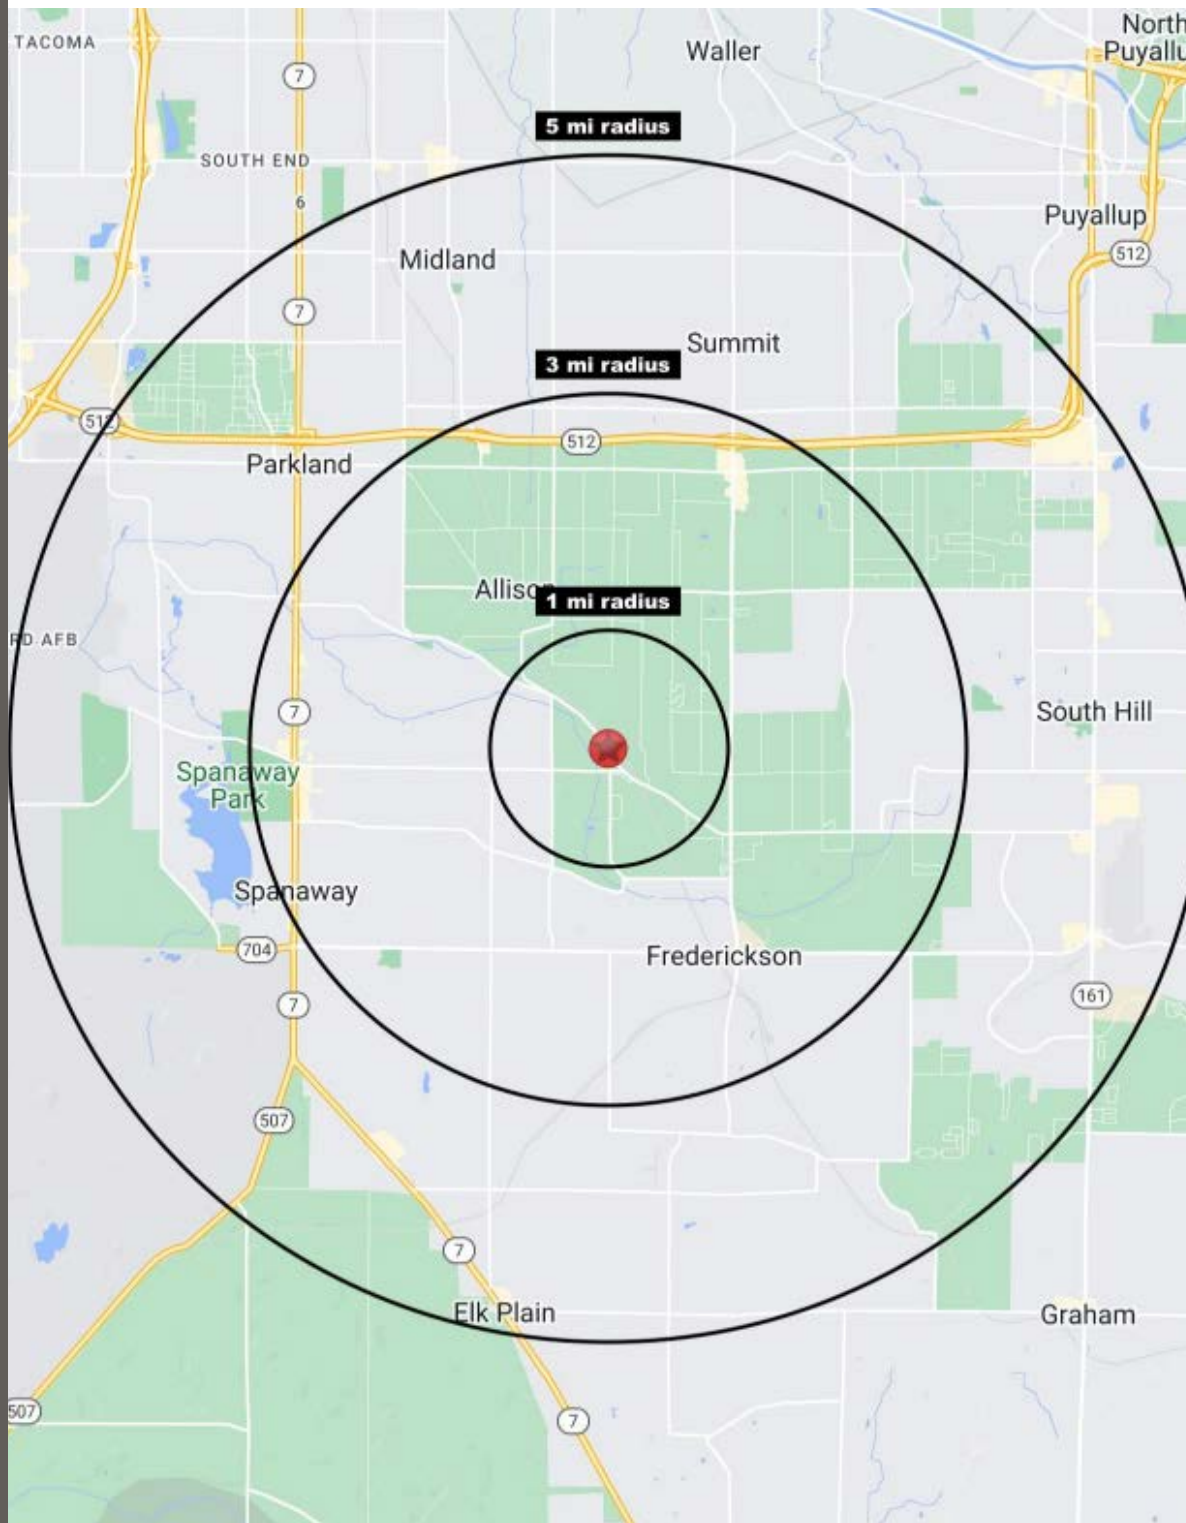 North
Puyallu
TACOMA
Waller
7
5 mi radius
SOUTH END
6
Puyallup
512
Midland
7
Summit
3 mi radius
512
512
Parkland
Allison
1 mi radius
RD AFB
7
South Hill
Spanaway
Park
Spanaway
704
Frederickson
7
161
507
7
Elk Plain
Graham
507
7